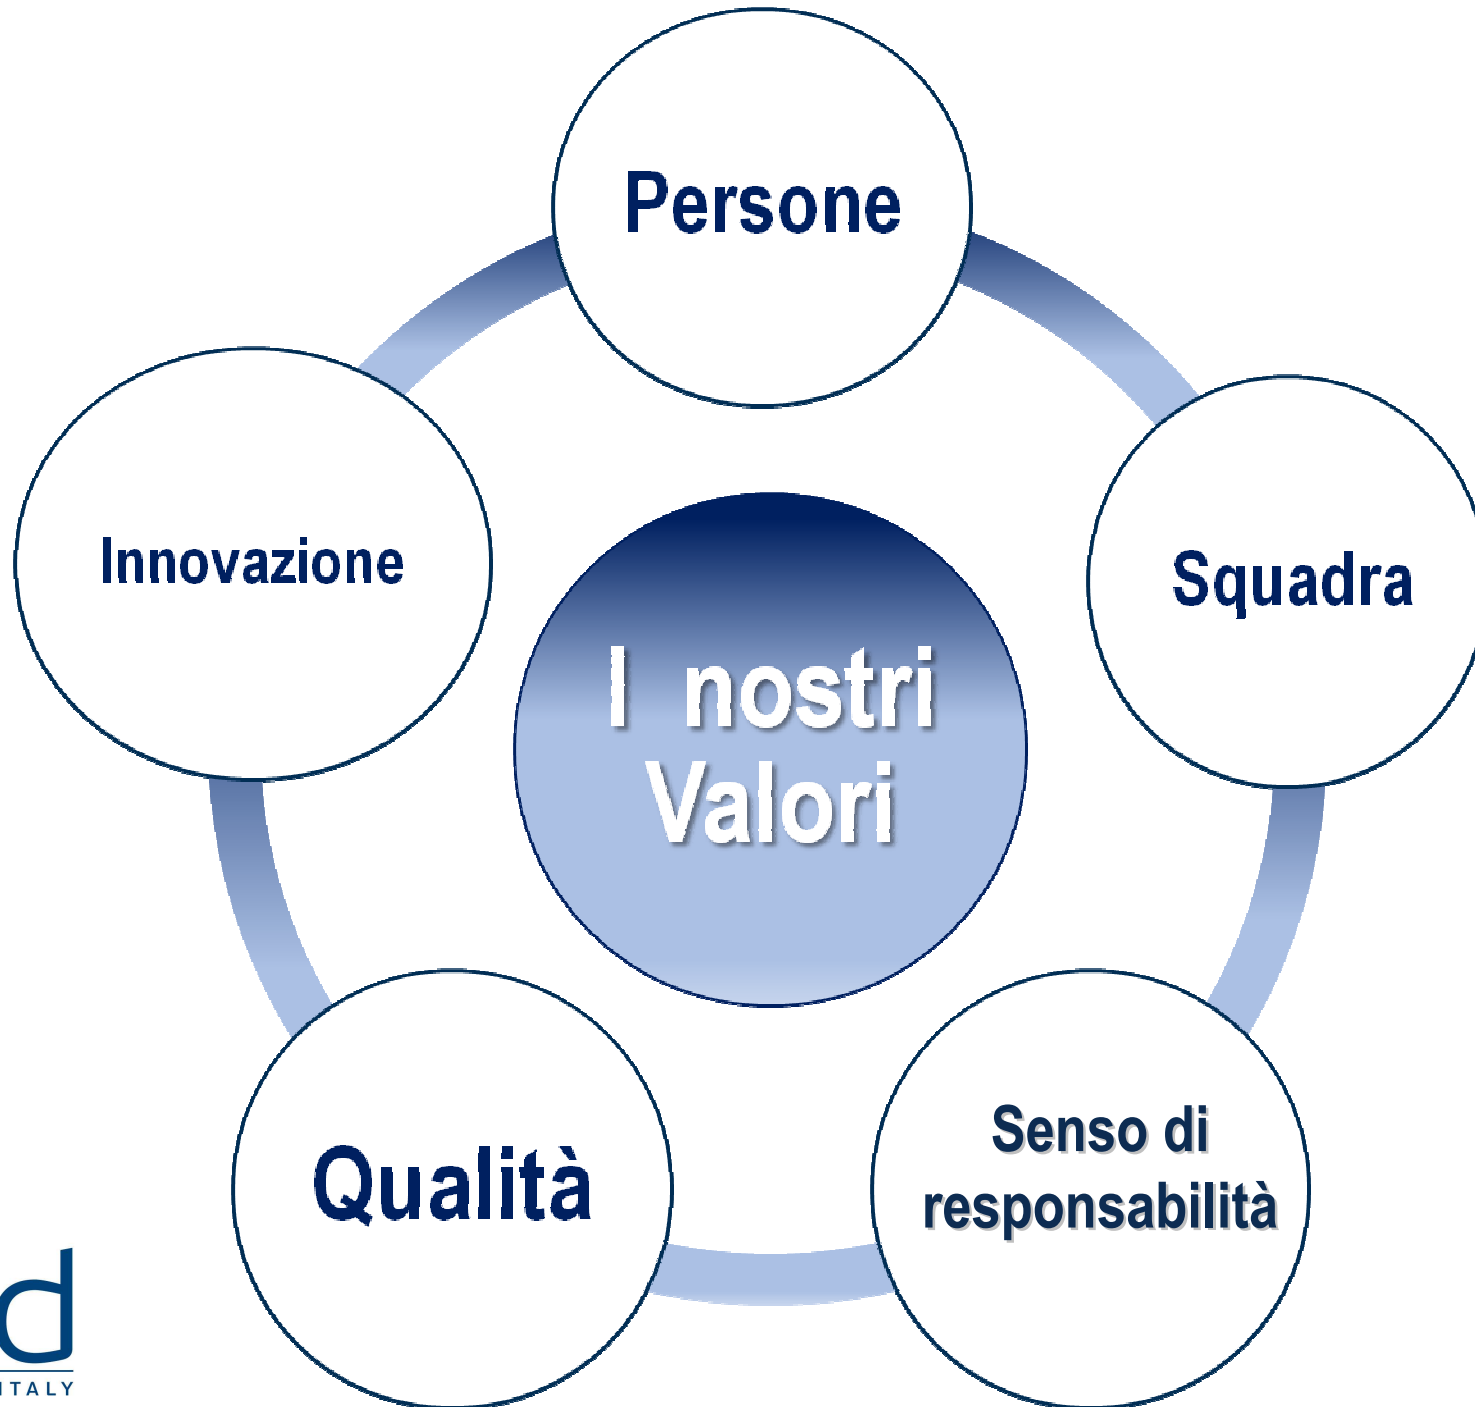 Persone
Innovazione
Squadra
I nostri
Valori
Qualità
Senso di
responsabilità
d
ITALY